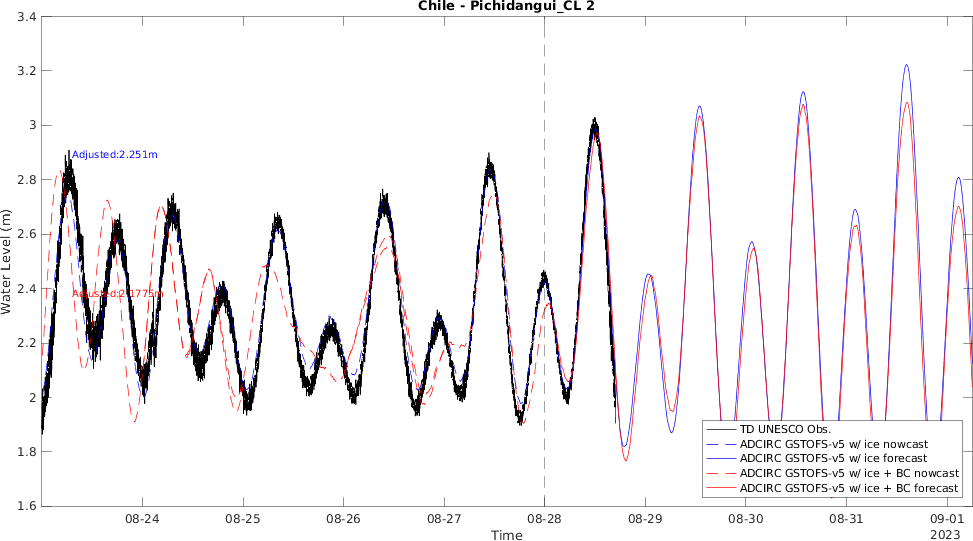 Chile - Pichidangui_CL 2
3.4
3.2
3
2.8
2.6
2.4
2.2
2
1.8
1.6
Water Level (m)
Adjusted:2.251m
Adjusted:2.1775m
TD UNESCO Obs.
ADCIRC GSTOFS-v5 w/ ice nowcast
ADCIRC GSTOFS-v5 w/ ice forecast
ADCIRC GSTOFS-v5 w/ ice + BC nowcast
ADCIRC GSTOFS-v5 w/ ice + BC forecast
08-24
08-25
08-26
08-27
08-28
08-29
08-30
08-31
09-01
Time
2023